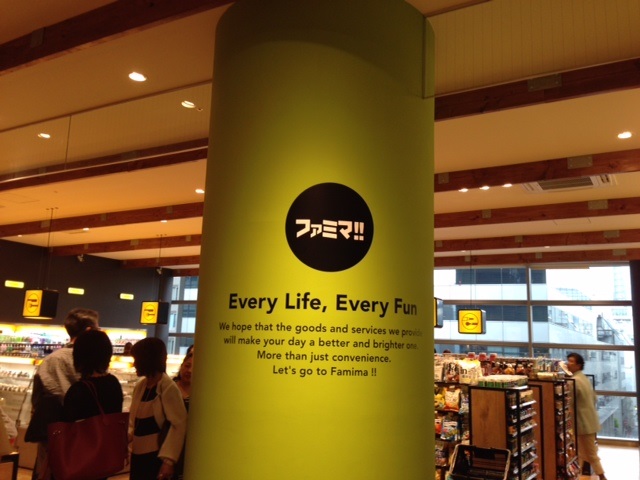 ファミマ!!
Every Life, Every Fun
We hope that the goods and services we provide
will make your day a better and brighter one.
More than just convenience.
Let's go to Famima !!